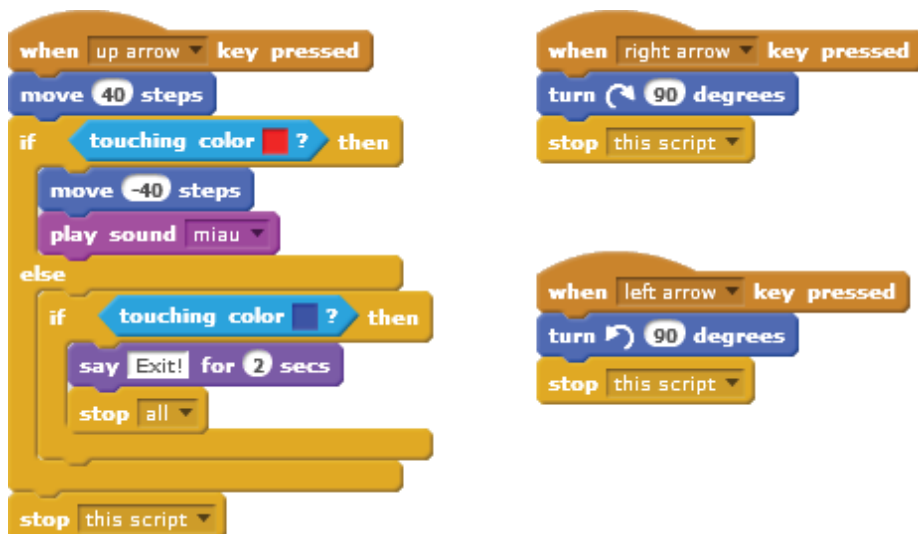 when up arrow key pressed
move 40 steps
if touching color ? then
move -40 steps
play sound miau
else
if touching color ? then
say Exit! for 2 secs
stop all
stop this script
when right arrow key pressed
turn 90 degrees
stop this script
when left arrow key pressed
turn 90 degrees
stop this script